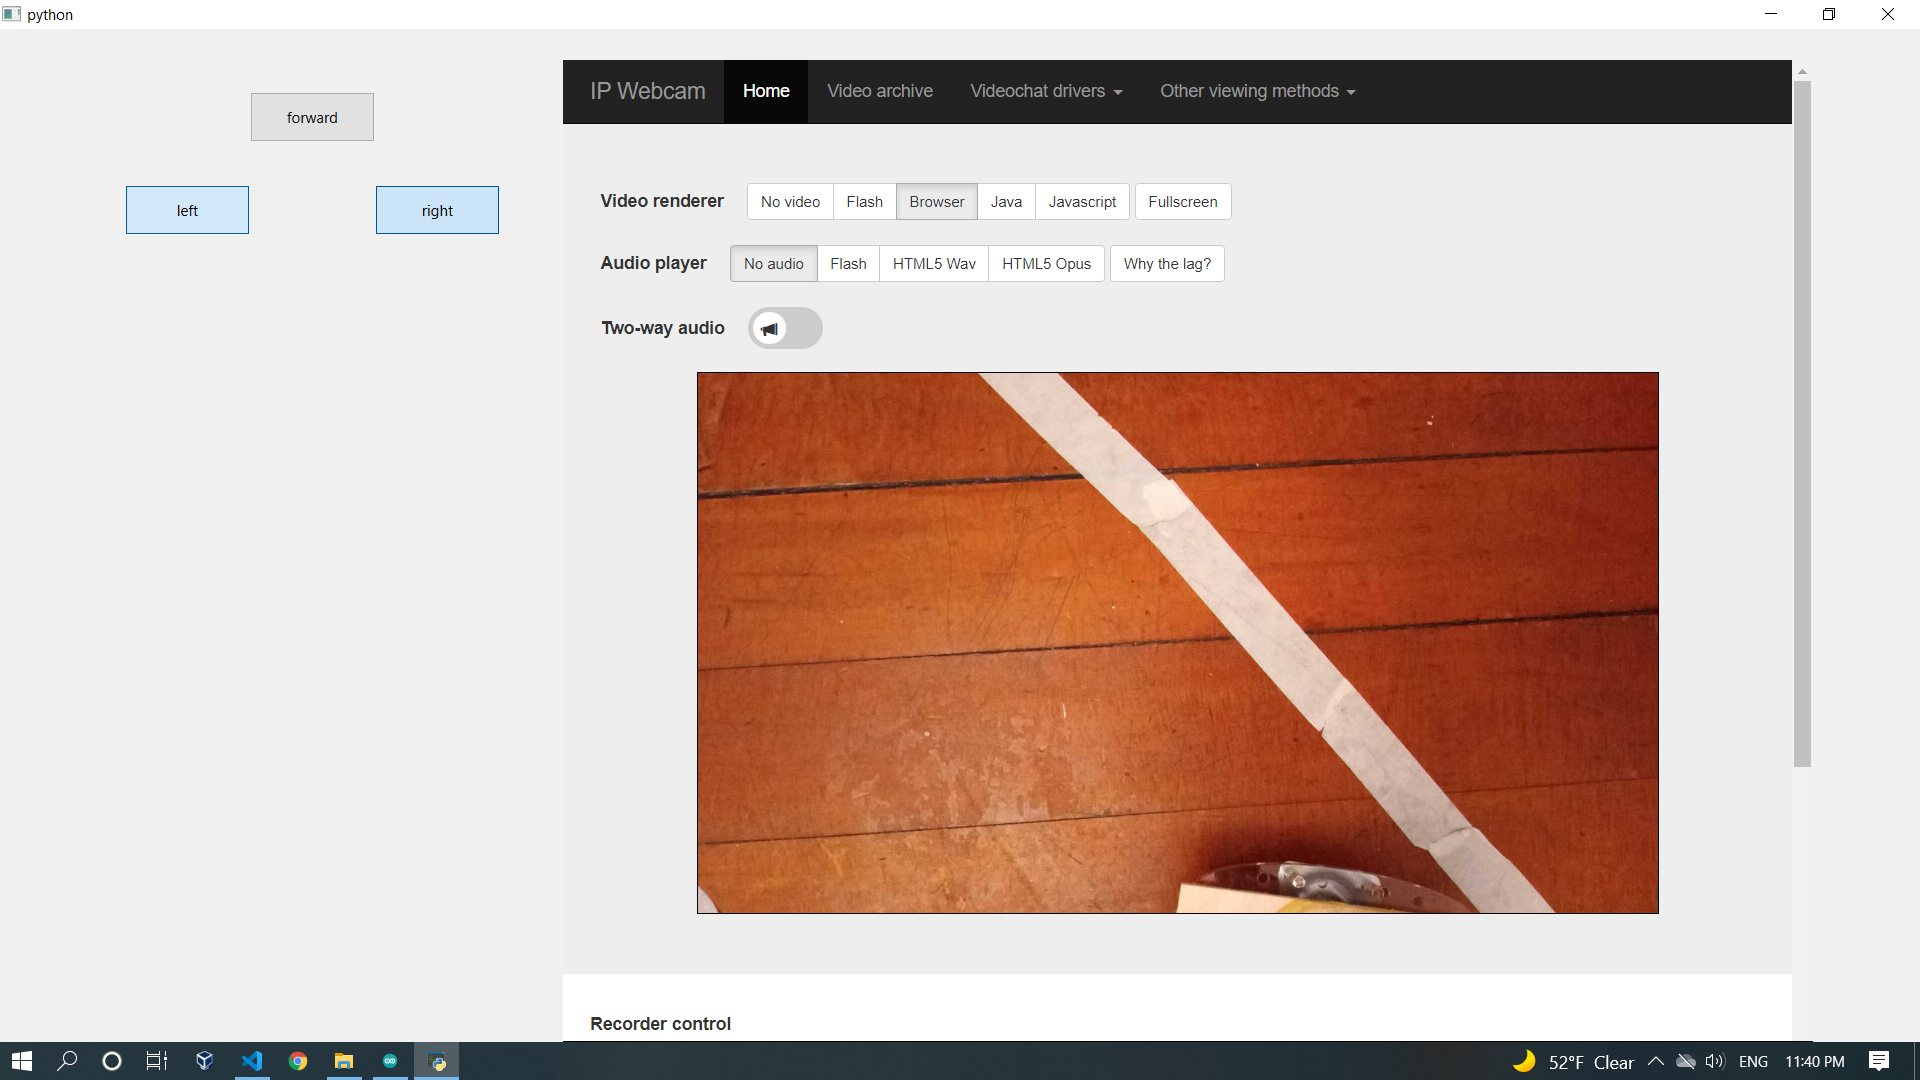 python
forward
left
right
IP Webcam Home Video archive Videochat drivers Other viewing methods
Video renderer No video Flash Browser Java Javascript Fullscreen
Audio player No audio Flash HTML5 Wav HTML5 Opus Why the lag?
Two-way audio
Recorder control
52°F Clear ENG 11:40 PM